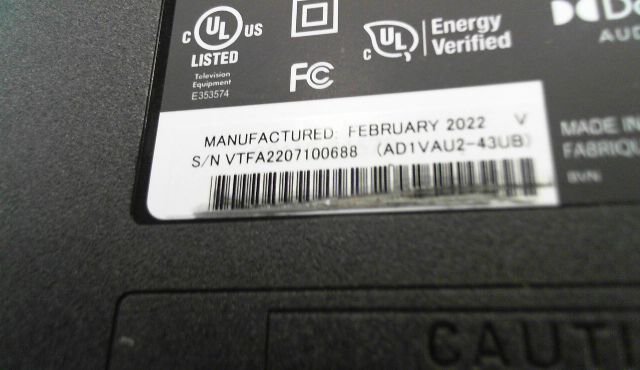 c UL US
LISTED
Television
Equipment
E353574
FC
c UL
Energy
Verified
AUD
MANUFACTURED: FEBRUARY 2022 V
S/N VTFA2207100688 (AD1VAU2-43UB)
MADE IN
FABRIQU
CAUTI